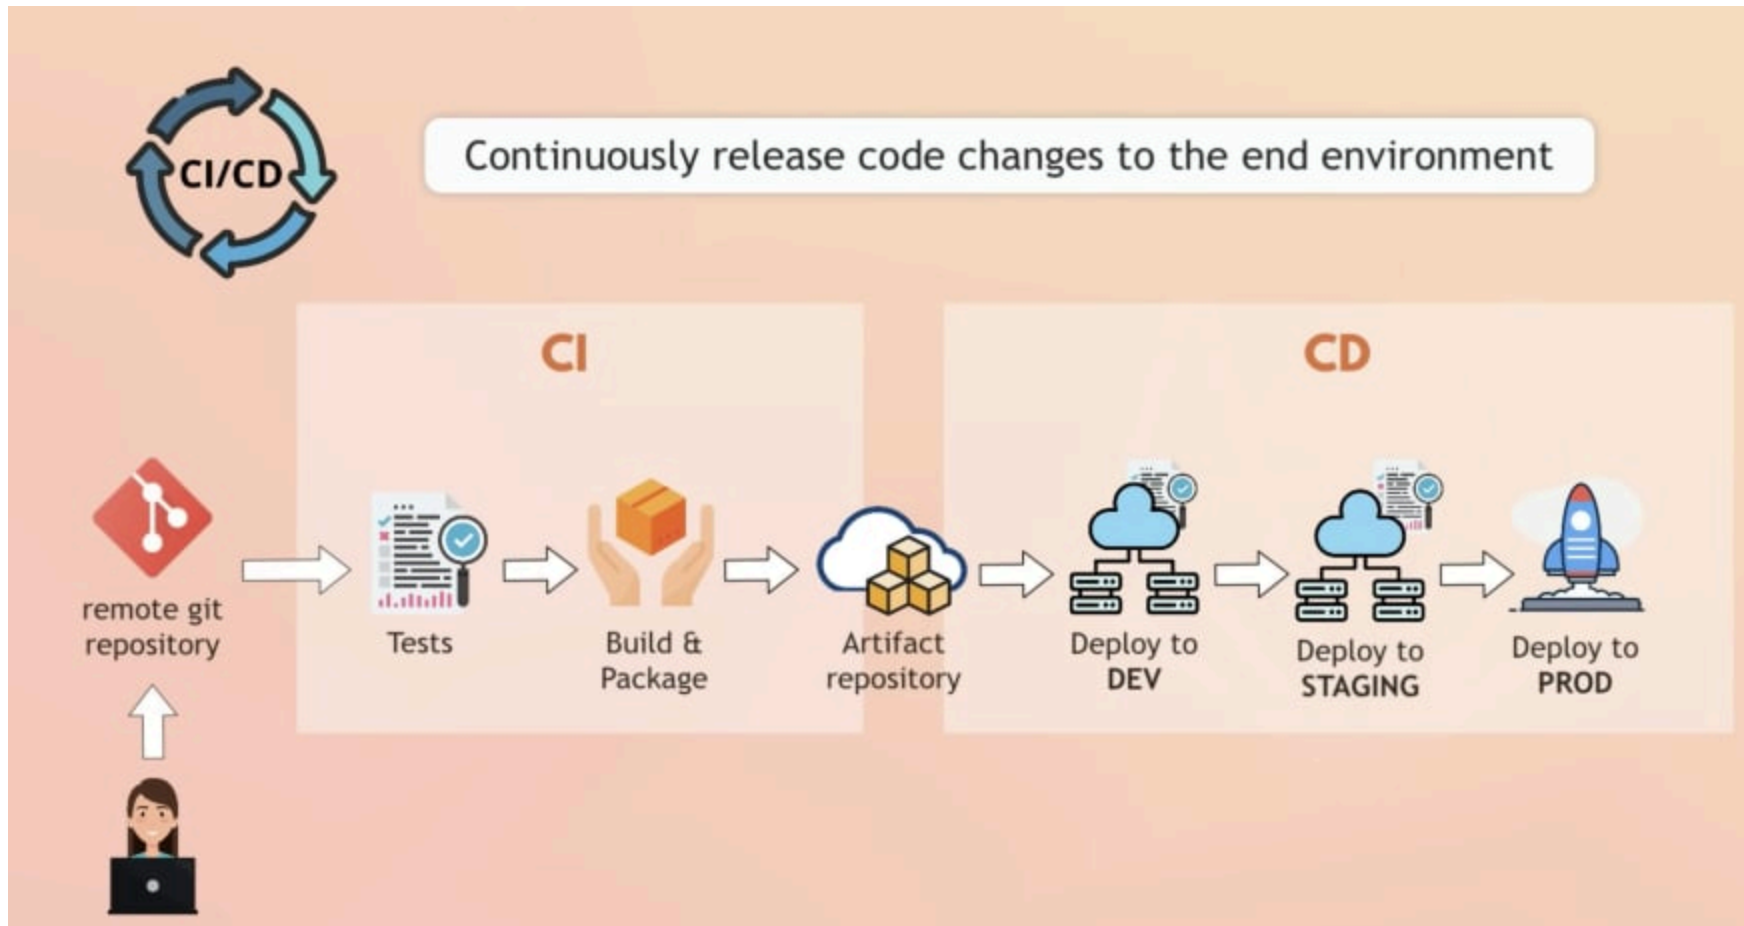 CI/CD
Continuously release code changes to the end environment
CI
CD
remote git
repository
Tests
Build &
Package
Artifact
repository
Deploy to
DEV
Deploy to
STAGING
Deploy to
PROD